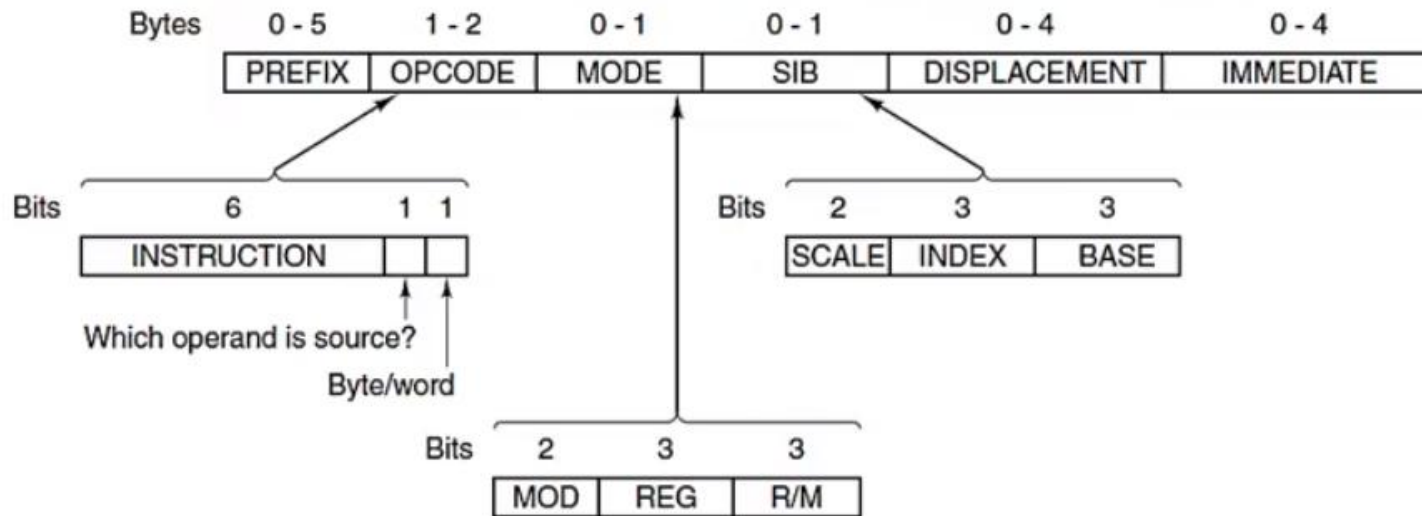 Bytes 0 - 5 1 - 2 0 - 1 0 - 1 0 - 4 0 - 4
PREFIX OPCODE MODE SIB DISPLACEMENT IMMEDIATE
Bits 6 1 1 Bits 2 3 3
INSTRUCTION SCALE INDEX BASE
Which operand is source?
Byte/word
Bits 2 3 3
MOD REG R/M